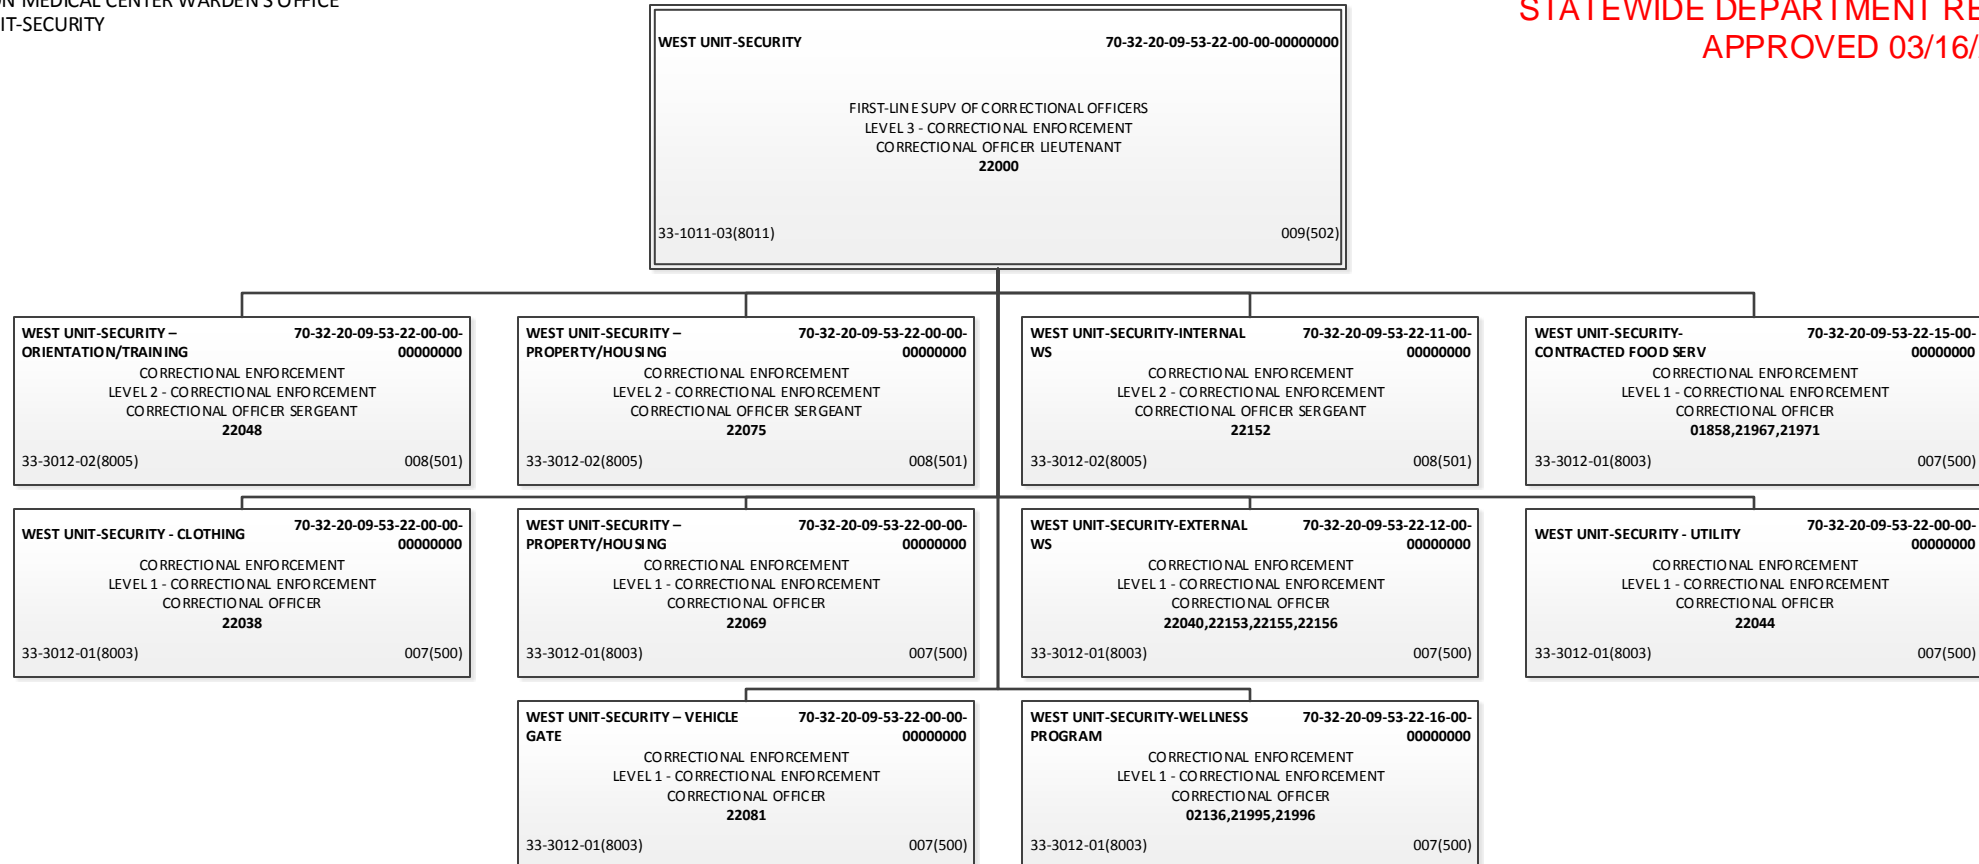 MEDICAL CENTER WARDEN'S OFFICE
STATEWIDE DEPARTMENT
-SECURITY
APPROVED 03/16/
WEST UNIT-SECURITY 70-32-20-09-53-22-00-00-00000000
FIRST-LINE SUPV OF CORRECTIONAL OFFICERS
LEVEL 3 - CORRECTIONAL ENFORCEMENT
CORRECTIONAL OFFICER LIEUTENANT
22000
33-1011-03(8011) 009(502)
WEST UNIT-SECURITY – 70-32-20-09-53-22-00-00-
ORIENTATION/TRAINING 00000000
CORRECTIONAL ENFORCEMENT
LEVEL 2 - CORRECTIONAL ENFORCEMENT
CORRECTIONAL OFFICER SERGEANT
22048
33-3012-02(8005) 008(501)
WEST UNIT-SECURITY – 70-32-20-09-53-22-00-00-
PROPERTY/HOUSING 00000000
CORRECTIONAL ENFORCEMENT
LEVEL 2 - CORRECTIONAL ENFORCEMENT
CORRECTIONAL OFFICER SERGEANT
22075
33-3012-02(8005) 008(501)
WEST UNIT-SECURITY-INTERNAL 70-32-20-09-53-22-11-00-
WS 00000000
CORRECTIONAL ENFORCEMENT
LEVEL 2 - CORRECTIONAL ENFORCEMENT
CORRECTIONAL OFFICER SERGEANT
22152
33-3012-02(8005) 008(501)
WEST UNIT-SECURITY- 70-32-20-09-53-22-15-00-
CONTRACTED FOOD SERV 00000000
CORRECTIONAL ENFORCEMENT
LEVEL 1 - CORRECTIONAL ENFORCEMENT
CORRECTIONAL OFFICER
01858,21967,21971
33-3012-01(8003) 007(500)
WEST UNIT-SECURITY - CLOTHING 70-32-20-09-53-22-00-00-
00000000
CORRECTIONAL ENFORCEMENT
LEVEL 1 - CORRECTIONAL ENFORCEMENT
CORRECTIONAL OFFICER
22038
33-3012-01(8003) 007(500)
WEST UNIT-SECURITY – 70-32-20-09-53-22-00-00-
PROPERTY/HOUSING 00000000
CORRECTIONAL ENFORCEMENT
LEVEL 1 - CORRECTIONAL ENFORCEMENT
CORRECTIONAL OFFICER
22069
33-3012-01(8003) 007(500)
WEST UNIT-SECURITY-EXTERNAL 70-32-20-09-53-22-12-00-
WS 00000000
CORRECTIONAL ENFORCEMENT
LEVEL 1 - CORRECTIONAL ENFORCEMENT
CORRECTIONAL OFFICER
22040,22153,22155,22156
33-3012-01(8003) 007(500)
WEST UNIT-SECURITY - UTILITY 70-32-20-09-53-22-00-00-
00000000
CORRECTIONAL ENFORCEMENT
LEVEL 1 - CORRECTIONAL ENFORCEMENT
CORRECTIONAL OFFICER
22044
33-3012-01(8003) 007(500)
WEST UNIT-SECURITY – VEHICLE 70-32-20-09-53-22-00-00-
GATE 00000000
CORRECTIONAL ENFORCEMENT
LEVEL 1 - CORRECTIONAL ENFORCEMENT
CORRECTIONAL OFFICER
22081
33-3012-01(8003) 007(500)
WEST UNIT-SECURITY-WELLNESS 70-32-20-09-53-22-16-00-
PROGRAM 00000000
CORRECTIONAL ENFORCEMENT
LEVEL 1 - CORRECTIONAL ENFORCEMENT
CORRECTIONAL OFFICER
02136,21995,21996
33-3012-01(8003) 007(500)